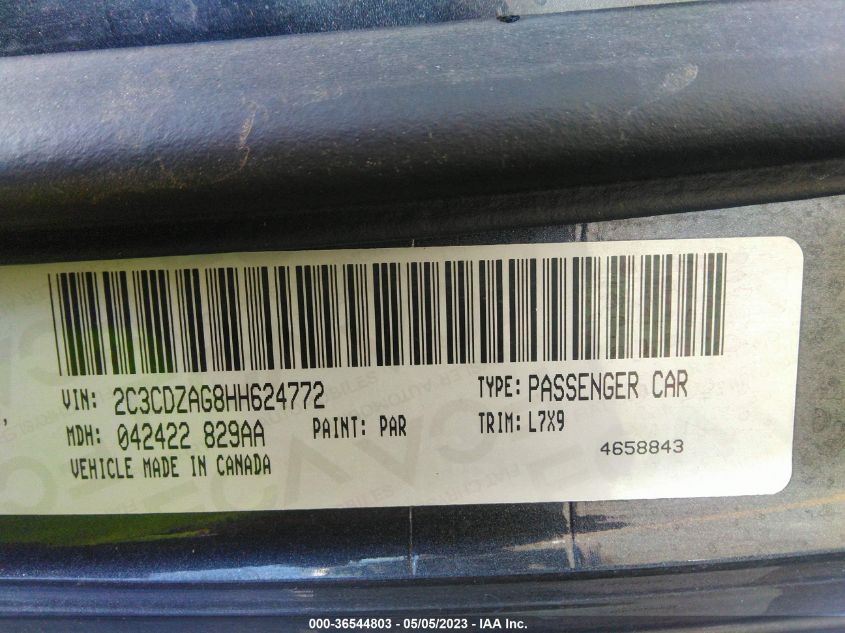 VIN: 2C3CDZAG8HH624772 TYPE: PASSENGER CAR
MDH: 042422 829AA PAINT: PAR TRIM: L7X9
4658843
VEHICLE MADE IN CANADA
000-36544803 - 05/05/2023 - IAA Inc.